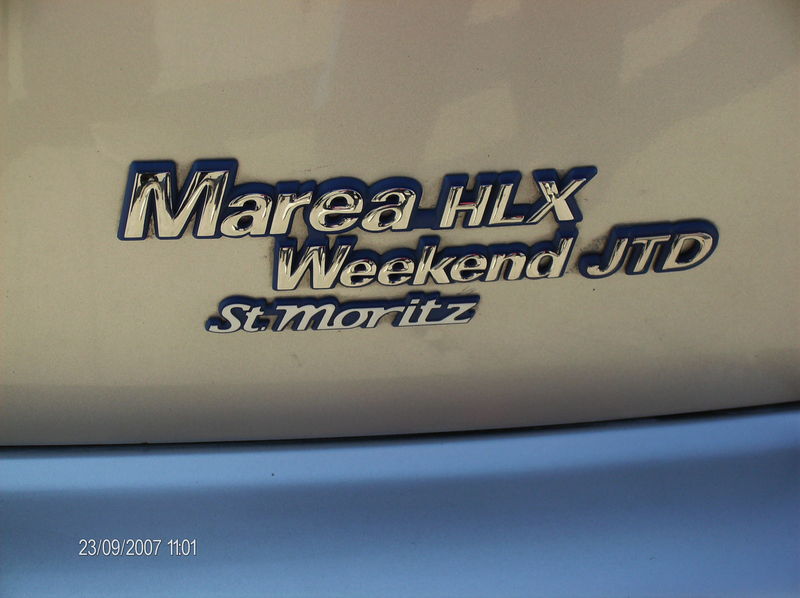 Marea HLX
Weekend JTD
St. moritz
23/09/2007 11:01